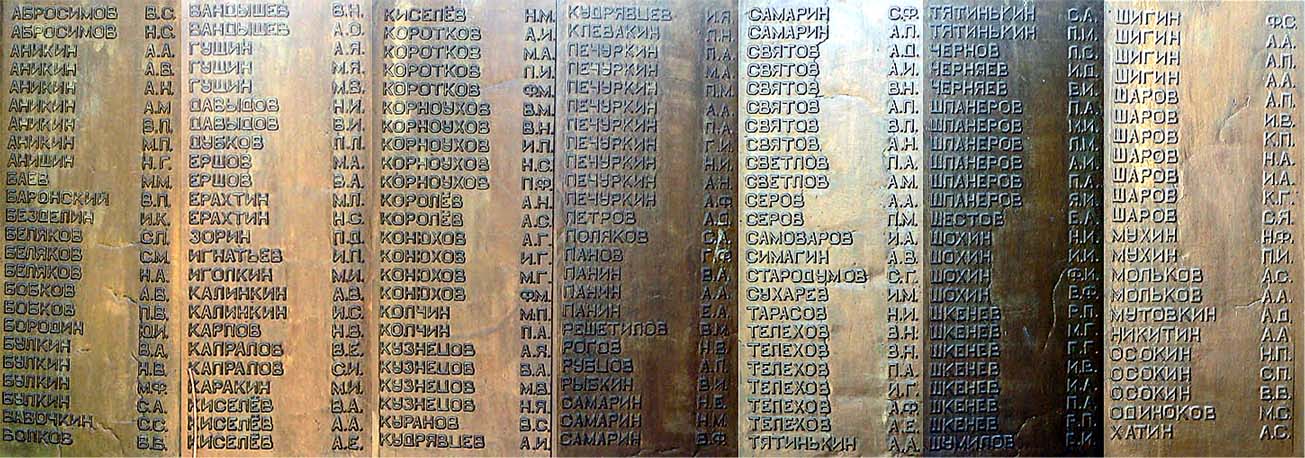 АБРОСИМОВ В.С.
АБРОСИМОВ Н.С.
АНИКИН А.А.
АНИКИН А.В.
АНИКИН А.Н.
АНИКИН А.М
АНИКИН В.П.
АНИКИН М.П.
АНИШИН Н.Г.
БАЕВ М.М.
БАРОНСКИЙ В.П.
БЕЗДЕЛИН И.К.
БЕЛЯКОВ С.П.
БЕЛЯКОВ С.М.
БЕЛЯКОВ Н.А.
БОБКОВ А.В.
БОБКОВ П.В.
БОРОДИН Ю.И.
БУЛКИН В.А.
БУЛКИН Н.В.
БУЛКИН М.Ф.
БУЛКИН С.А.
ВАВОЧКИН С.С.
ВОЛКОВ В.В.
ВАНДЫШЕВ В.Н.
ВАНДЫШЕВ А.О.
ГУЩИН А.Я.
ГУЩИН М.Я.
ГУЩИН М.В.
ДАВЫДОВ Н.И.
ДАВЫДОВ В.И.
ДУБКОВ П.П.
ЕРШОВ М.А.
ЕРШОВ В.А.
ЕРАХТИН М.П.
ЕРАХТИН Н.С.
ЗОРИН П.Д.
ИГНАТЬЕВ И.П.
ИГОЛКИН М.И.
КАЛИНКИН А.В.
КАЛИНКИН И.С.
КАРПОВ Н.В.
КАПРАЛОВ В.Е.
КАПРАЛОВ С.И.
КАРАКИН М.И.
КИСЕЛЁВ В.А.
КИСЕЛЁВ А.А.
КИСЕЛЁВ А.Е.
КИСЕЛЁВ Н.М.
КОРОТКОВ А.И.
КОРОТКОВ М.А.
КОРОТКОВ П.И.
КОРОТКОВ Ф.М.
КОРНОУХОВ В.М.
КОРНОУХОВ В.Н.
КОРНОУХОВ И.П.
КОРНОУХОВ Н.С.
КОРНОУХОВ П.Ф.
КОРОЛЁВ А.Н.
КОРОЛЁВ А.С.
КОНЮХОВ А.Г.
КОНЮХОВ И.Г.
КОНЮХОВ М.Г.
КОНЮХОВ Ф.М.
КОЛЧИН М.П.
КОЛЧИН П.А.
КУЗНЕЦОВ А.Я.
КУЗНЕЦОВ В.А.
КУЗНЕЦОВ М.В.
КУЗНЕЦОВ Н.Я.
КУРАНОВ В.С.
КУДРЯВЦЕВ А.И.
КУДРЯВЦЕВ И.Я.
КЛЕВАКИН П.Н.
ПЕЧУРКИН А.А.
ПЕЧУРКИН М.А.
ПЕЧУРКИН П.М.
ПЕЧУРКИН А.А.
ПЕЧУРКИН П.А.
ПЕЧУРКИН Г.И.
ПЕЧУРКИН Н.И.
ПЕЧУРКИН А.Н.
ПЕЧУРКИН А.Ф.
ПЕТРОВ А.Д.
ПОЛЯКОВ С.А.
ПАНОВ Г.Ф.
ПАНИН В.А.
ПАНИН А.А.
ПАНИН Е.А.
РЕШЕТИЛОВ В.И.
РОГОВ Н.В.
РУБЦОВ А.П.
РЫБКИН В.И.
САМАРИН Н.Е.
САМАРИН С.М.
САМАРИН В.Ф.
САМАРИН С.Ф.
САМАРИН А.П.
СВЯТОВ А.Д.
СВЯТОВ А.И.
СВЯТОВ В.Н.
СВЯТОВ А.П.
СВЯТОВ В.П.
СВЯТОВ А.Н.
СВЕТЛОВ П.А.
СВЕТЛОВ А.М.
СЕРОВ А.А.
СЕРОВ П.М.
САМОВАРОВ И.А.
СИМАГИН А.В.
СТАРОДУМОВ С.Г.
СУХАРЕВ И.М.
ТАРАСОВ Н.И.
ТЕЛЕХОВ В.Н.
ТЕЛЕХОВ В.Н.
ТЕЛЕХОВ П.А.
ТЕЛЕХОВ И.Г.
ТЕЛЕХОВ А.Ф.
ТЕЛЕХОВ А.Е.
ТЯТИНЬКИН А.А.
ТЯТИНЬКИН С.А.
ТЯТИНЬКИН П.М.
ЧЕРНОВ П.С.
ЧЕРНЯЕВ И.Д.
ЧЕРНЯЕВ В.И.
ШПАНЕРОВ П.А.
ШПАНЕРОВ М.И.
ШПАНЕРОВ П.М.
ШПАНЕРОВ А.И.
ШПАНЕРОВ П.А.
ШПАНЕРОВ Я.И.
ШЕСТОВ В.А.
ШОХИН Н.И.
ШОХИН И.И.
ШОХИН Ф.И.
ШОХИН В.Ф.
ШКЕНЕВ Р.П.
ШКЕНЕВ М.Г.
ШКЕНЕВ Г.Г.
ШКЕНЕВ И.В.
ШКЕНЕВ К.А.
ШКЕНЕВ П.А.
ШКЕНЕВ Р.П.
ШУМИЛОВ Е.И.
ШИГИН Ф.С.
ШИГИН А.А.
ШИГИН А.П.
ШИГИН А.А.
ШАРОВ А.П.
ШАРОВ И.В.
ШАРОВ К.П.
ШАРОВ Н.А.
ШАРОВ И.А.
ШАРОВ К.Г.
ШАРОВ С.Я.
МУХИН Н.Ф.
МУХИН П.И.
МОЛЬКОВ А.С.
МОЛЬКОВ А.А.
МУТОВКИН А.Д.
НИКИТИН А.А.
ОСОКИН Н.П.
ОСОКИН С.П.
ОСОКИН В.В.
ОДИНОКОВ М.С.
ХАТИН А.С.